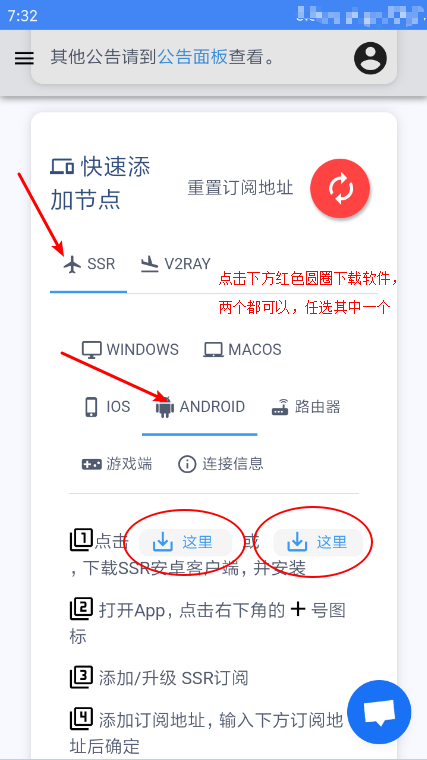 7:32
其他公告请到公告面板查看。
快速添
加节点
重置订阅地址
SSR
V2RAY
点击下方红色圆圈下载软件，
两个都可以，任选其中一个
WINDOWS
MACOS
IOS
ANDROID
路由器
游戏端
连接信息
1 点击 这里 或 这里
，下载SSR安卓客户端，并安装
2 打开App，点击右下角的 + 号图
标
3 添加/升级 SSR订阅
4 添加订阅地址，输入下方订阅地
址后确定